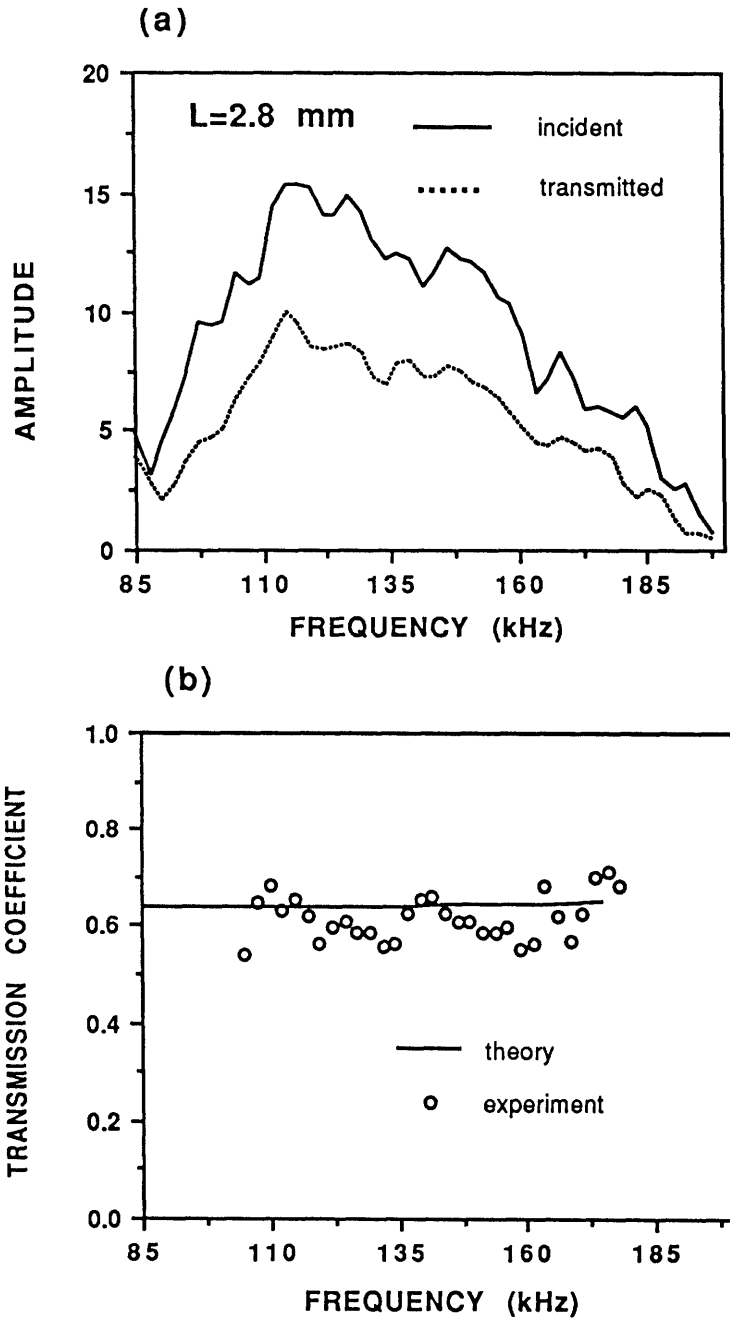 (a)
20
15
10
5
0
AMPLITUDE
L=2.8 mm
incident
transmitted
85 110 135 160 185
FREQUENCY (kHz)
(b)
1.0
0.8
0.6
0.4
0.2
0.0
TRANSMISSION COEFFICIENT
theory
experiment
85 110 135 160 185
FREQUENCY (kHz)